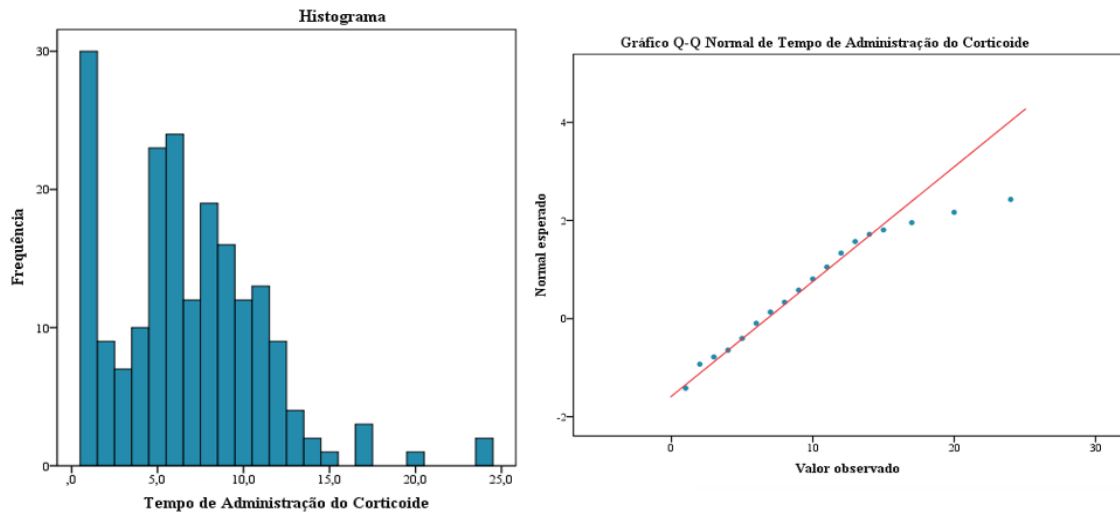 Histograma
30
20
10
0
Frequência
,0 5,0 10,0 15,0 20,0 25,0
Tempo de Administração do Corticoide
Gráfico Q-Q Normal de Tempo de Administração do Corticoide
4
2
0
-2
Normal esperado
0 10 20 30
Valor observado